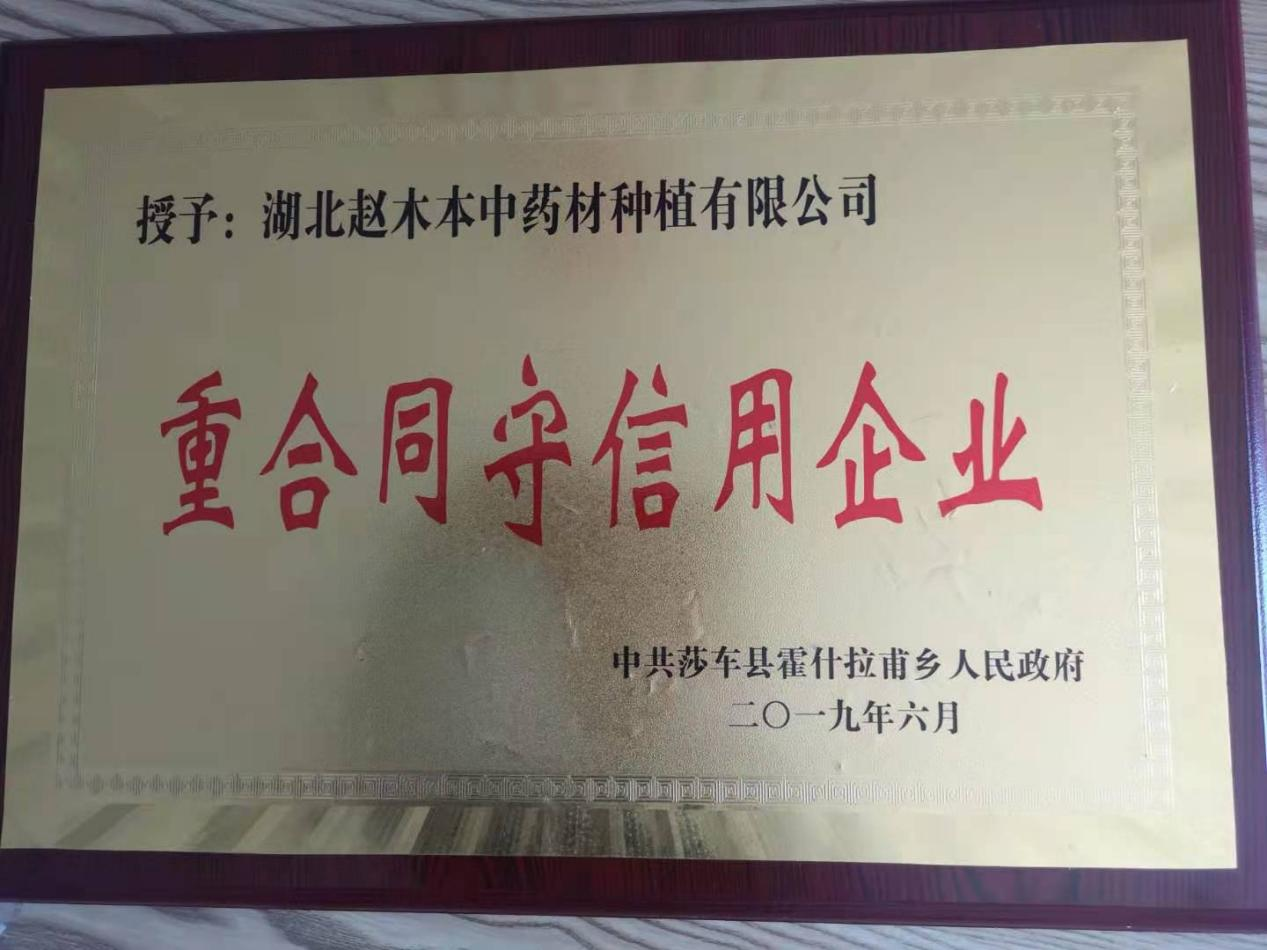 授予：湖北赵木本中药材种植有限公司
重合同守信用企业
中共莎车县霍什拉甫乡人民政府
二〇一九年六月